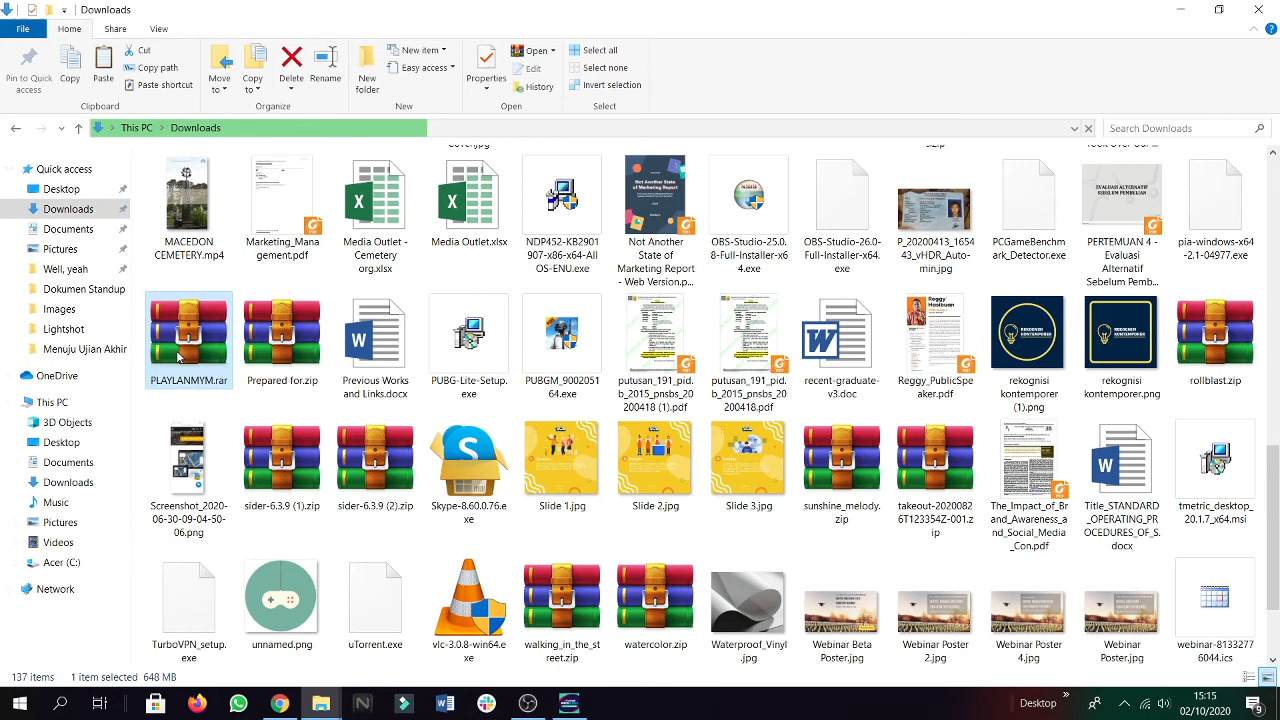 Downloads
File
Home
Share
View
Pin to Quick access
Copy
Paste
Cut
Copy path
Paste shortcut
Clipboard
Move to
Copy to
Delete
Rename
Organize
New folder
New item
Easy access
New
Properties
Open
Edit
History
Open
Select all
Select none
Invert selection
Select
This PC
Downloads
Search Downloads
Quick access
Desktop
Downloads
Documents
Pictures
Well, yeah
Dokumen Standup
Images
Lightshot
Menuju Ujian Akhir
OneDrive
This PC
3D Objects
Desktop
Documents
Downloads
Music
Pictures
Videos
Acer (C:)
Network
MACEDON CEMETERY.mp4
Marketing_Management.pdf
Media Outlet - Cemetery org.xlsx
Media Outlet.xlsx
NDP452-KB2901907-x86-x64-AllOS-ENU.exe
Not Another State of Marketing Report - Web Version.p...
OBS-Studio-25.0.8-Full-Installer-x64.exe
OBS-Studio-26.0-Full-Installer-x64.exe
P_20200413_165443_vHDR_Auto-min.jpg
PCGameBenchmark_Detector.exe
PERTEMUAN 4 - Evaluasi Alternatif Sebelum Pemb...
pia-windows-x64-2.1-04977.exe
PLAYLANMYM.rar
Prepared for.zip
Previous Works and Links.docx
PUBG-Lite-Setup.exe
PUBGM_900205164.exe
putusan_191_pid.b_2015_pnsbs_20200418 (1).pdf
putusan_191_pid.b_2015_pnsbs_20200418.pdf
recent-graduate-v3.doc
Reggy_PublicSpeaker.pdf
rekognisi kontemporer (1).png
rekognisi kontemporer.png
rollblast.zip
Screenshot_2020-06-30-09-04-50-06.png
sider-6.3.9 (1).zip
sider-6.3.9 (2).zip
Skype-8.60.0.76.exe
Slide 1.jpg
Slide 2.jpg
Slide 3.jpg
sunshine_melody.zip
takeout-20200826T123354Z-001.zip
The_Impact_of_Brand_Awareness_and_Social_Media_Con.pdf
Title_STANDARD_OPERATING_PROCEDURES_OF_S.docx
tmetric_desktop_20.1.7_x64.msi
TurboVPN_setup.exe
unnamed.png
uTorrent.exe
vlc-3.0.8-win64.exe
walking_in_the_street.zip
watercolor.zip
Waterproof_Vinyl.jpg
Webinar Beta Poster.jpg
Webinar Poster 2.jpg
Webinar Poster 4.jpg
Webinar Poster.jpg
webinar-81332776044.ics
137 items
1 item selected 648 MB
Desktop
15:15
02/10/2020